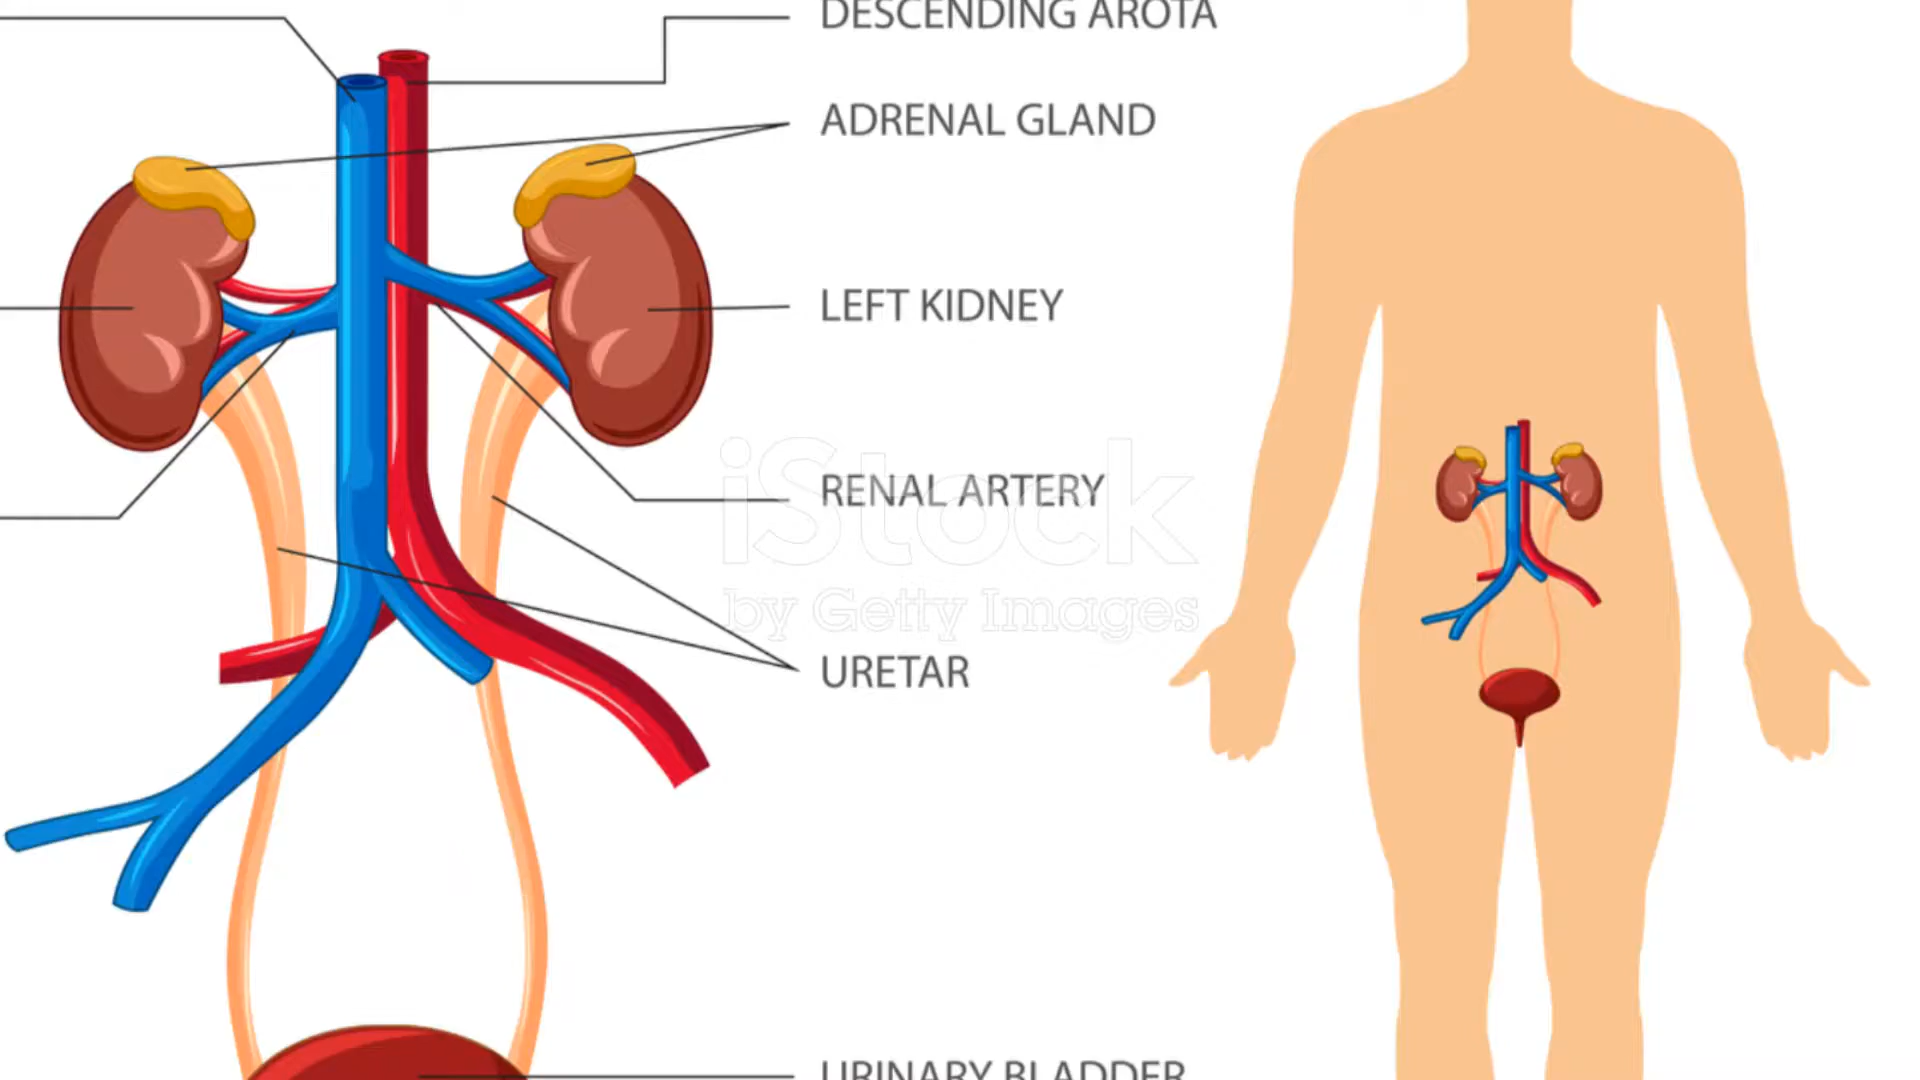 DESCENDING AROTA
ADRENAL GLAND
LEFT KIDNEY
RENAL ARTERY
iStock
by Getty Images
URETAR
URINARY BLADDER